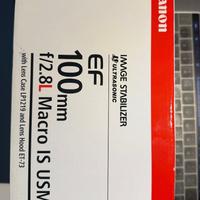 Canon
IMAGE STABILIZER
ULTRASONIC
EF
100mm
f/2.8L Macro IS USM
with Lens Case LP1219 and Lens Hood ET-73